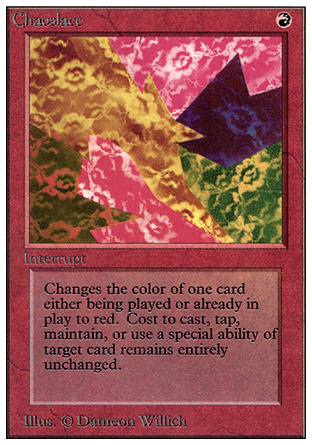 Chaoslace
Interrupt
Changes the color of one card
either being played or already in
play to red. Cost to cast, tap,
maintain, or use a special ability of
target card remains entirely
unchanged.
Illus. © Dameon Willich